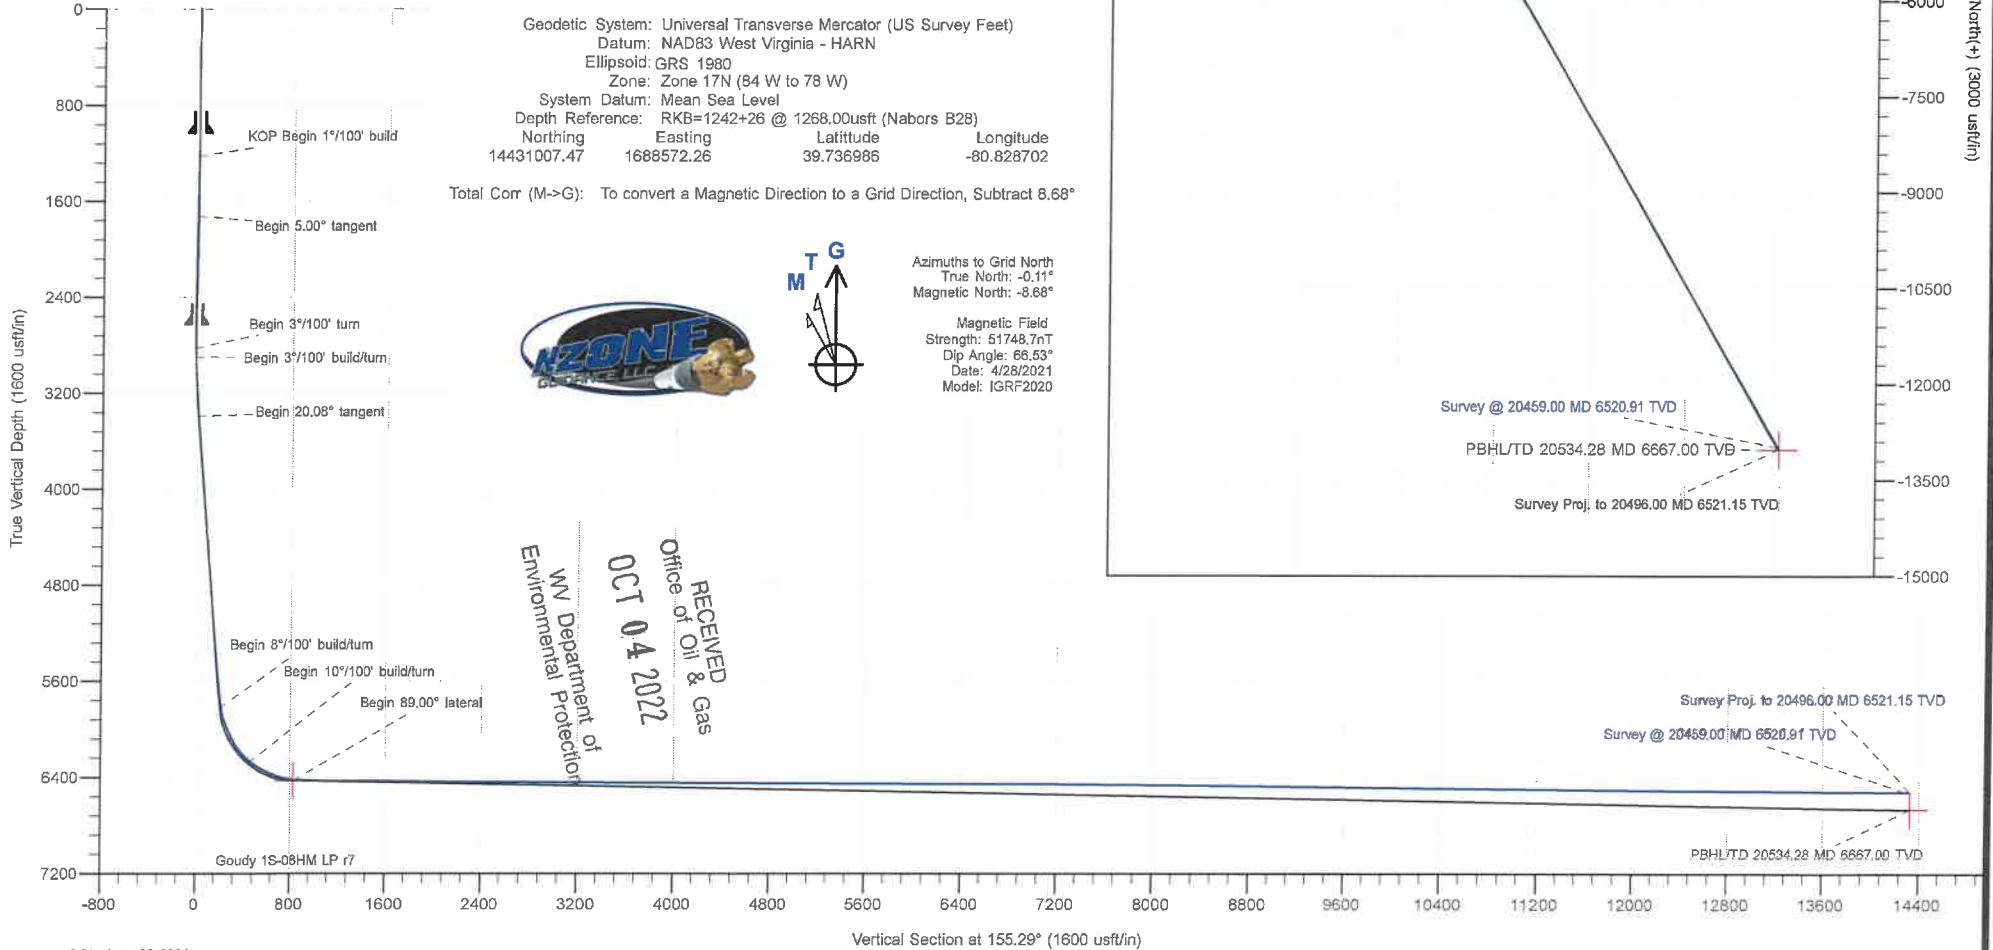 Geodetic System: Universal Transverse Mercator (US Survey Feet)
Datum: NAD83 West Virginia - HARN
Ellipsoid: GRS 1980
Zone: Zone 17N (84 W to 78 W)
System Datum: Mean Sea Level
Depth Reference: RKB=1242+26 @ 1268.00usft (Nabors B28)
Northing Easting Latittude Longitude
14431007.47 1688572.26 39.736986 -80.828702
Total Corr (M->G): To convert a Magnetic Direction to a Grid Direction, Subtract 8.68°
M T G
Azimuths to Grid North
True North: -0.11°
Magnetic North: -8.68°
Magnetic Field
Strength: 51748.7nT
Dip Angle: 66.53°
Date: 4/28/2021
Model: IGRF2020
NZONE
GUIDANCE LLC
True Vertical Depth (1600 usft/in)
0
800
1600
2400
3200
4000
4800
5600
6400
7200
KOP Begin 1°/100' build
Begin 5.00° tangent
Begin 3°/100' turn
Begin 3°/100' build/turn
Begin 20.08° tangent
Begin 8°/100' build/turn
Begin 10°/100' build/turn
Begin 89.00° lateral
Goudy 1S-08HM LP r7
RECEIVED
Office of Oil & Gas
OCT 04 2022
WV Department of
Environmental Protection
-6000
-7500
-9000
-10500
-12000
-13500
-15000
North(+) (3000 usft/in)
Survey @ 20459.00 MD 6520.91 TVD
PBHL/TD 20534.28 MD 6667.00 TVD
Survey Proj. to 20496.00 MD 6521.15 TVD
Survey Proj. to 20496.00 MD 6521.15 TVD
Survey @ 20459.00 MD 6520.91 TVD
PBHL/TD 20534.28 MD 6667.00 TVD
-800 0 800 1600 2400 3200 4000 4800 5600 6400 7200 8000 8800 9600 10400 11200 12000 12800 13600 14400
Vertical Section at 155.29° (1600 usft/in)